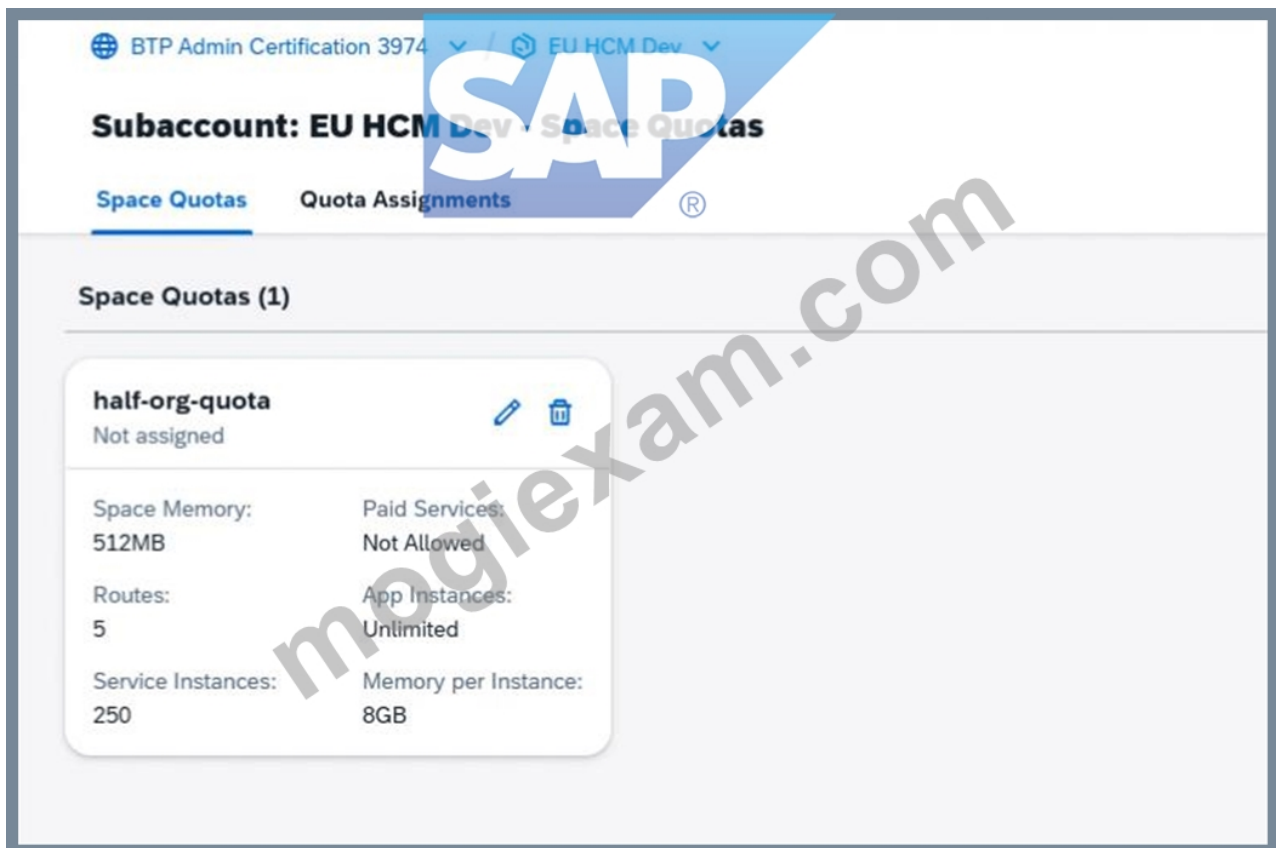 BTP Admin Certification 3974 / EU HCM Dev
SAP
Subaccount: EU HCM Dev - Space Quotas
Space Quotas Quota Assignments
®
Space Quotas (1)
half-org-quota
Not assigned
Space Memory: Paid Services:
512MB Not Allowed
Routes: App Instances:
5 Unlimited
Service Instances: Memory per Instance:
250 8GB
mogiexam.com